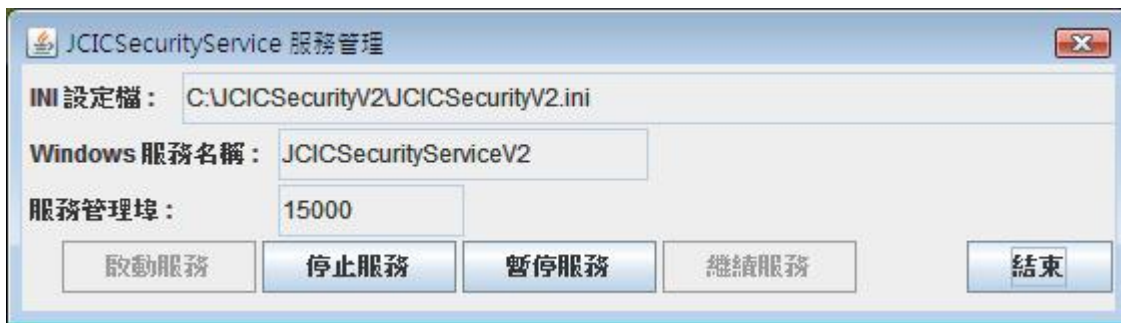 JCICSecurityService 服務管理
INI 設定檔： C:\JCICSecurityV2\JCICSecurityV2.ini
Windows 服務名稱： JCICSecurityServiceV2
服務管理埠： 15000
啟動服務 停止服務 暫停服務 繼續服務 結束